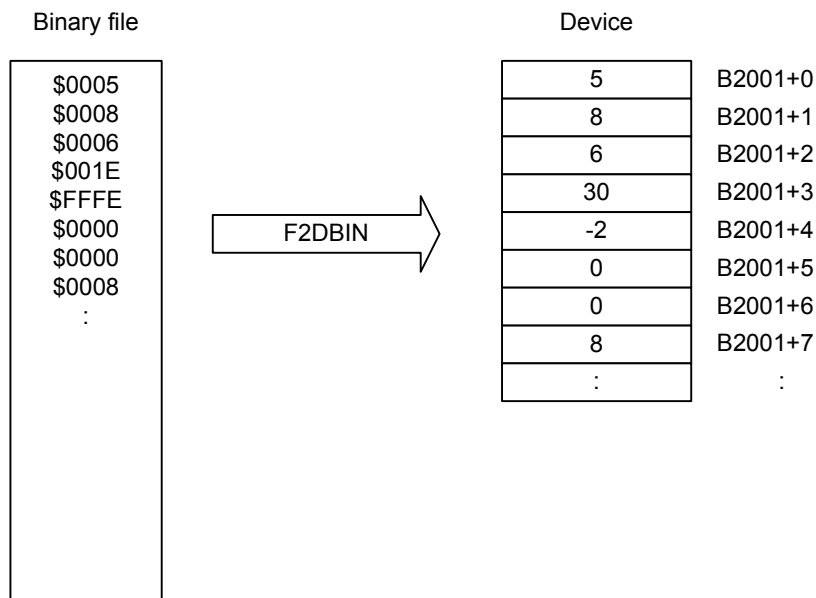 Binary file
$0005
$0008
$0006
$001E
$FFFE
$0000
$0000
$0008
:
F2DBIN
Device
5 B2001+0
8 B2001+1
6 B2001+2
30 B2001+3
-2 B2001+4
0 B2001+5
0 B2001+6
8 B2001+7
: :